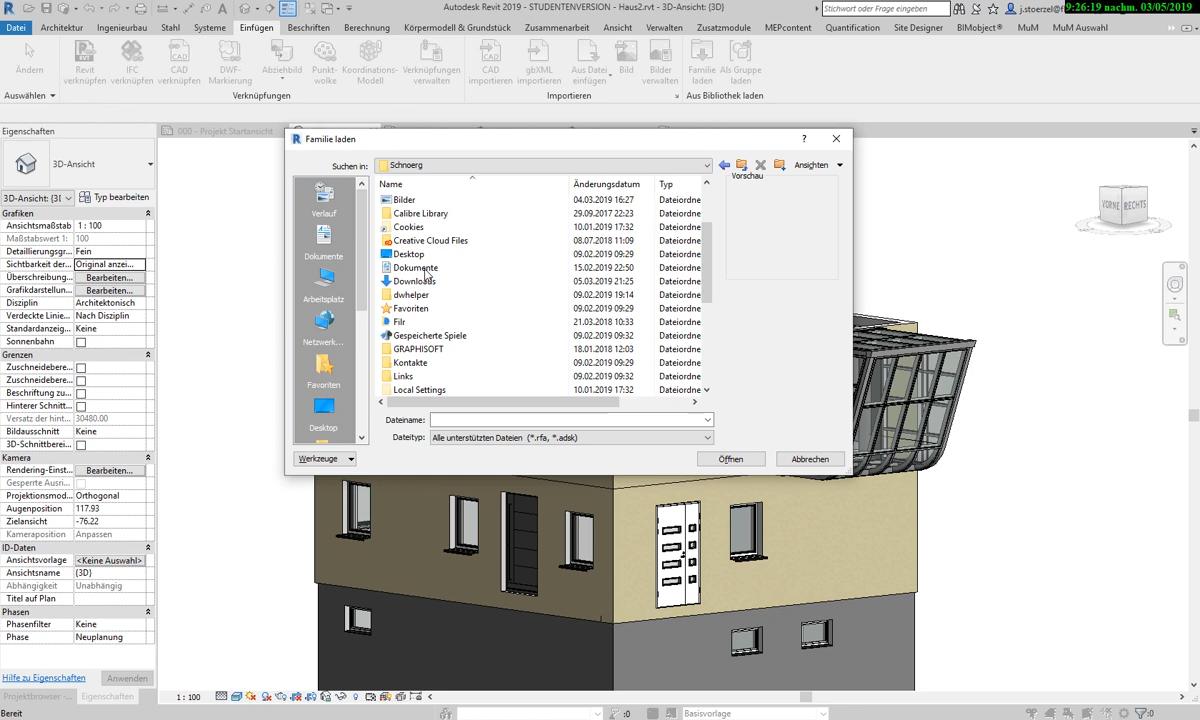 Autodesk Revit 2019 - STUDENTENVERSION - Haus2.rvt - 3D-Ansicht: {3D}
Stichwort oder Frage eingeben
j.stoerzel@f
9:26:19 nachm. 03/05/2019
Datei Architektur Ingenieurbau Stahl Systeme Einfügen Beschriften Berechnung Körpermodell & Grundstück Zusammenarbeit Ansicht Verwalten Zusatzmodule MEPcontent Quantification Site Designer BIMobject® MuM MuM Auswahl
Ändern Revit verknüpfen IFC verknüpfen CAD verknüpfen DWF-Markierung Abziehbild Punkt-wolke Koordinations-Modell Verknüpfungen verwalten CAD importieren gbXML importieren Aus Datei einfügen Bild Bilder verwalten Familie laden Als Gruppe laden
Auswählen Verknüpfungen Importieren Aus Bibliothek laden
Eigenschaften
000 - Projekt Startansicht
3D-Ansicht
3D-Ansicht: {3I Typ bearbeiten
Grafiken
Ansichtsmaßstab 1 : 100
Maßstabswert 1: 100
Detaillierungsgr... Fein
Sichtbarkeit der... Original anzei...
Überschreibung... Bearbeiten...
Grafikdarstellun... Bearbeiten...
Disziplin Architektonisch
Verdeckte Linie... Nach Disziplin
Standardanzeig... Keine
Sonnenbahn
Grenzen
Zuschneidebere...
Zuschneidebere...
Beschriftung zu...
Hinterer Schnitt...
Versatz der hint... 30480.00
Bildausschnitt Keine
3D-Schnittberei...
Kamera
Rendering-Einst... Bearbeiten...
Gesperrte Ausri...
Projektionsmod... Orthogonal
Augenposition 117.93
Zielansicht -76.22
Kameraposition Anpassen
ID-Daten
Ansichtsvorlage <Keine Auswahl>
Ansichtsname {3D}
Abhängigkeit Unabhängig
Titel auf Plan
Phasen
Phasenfilter Keine
Phase Neuplanung
Hilfe zu Eigenschaften Anwenden
Projektbrowser -... Eigenschaften
Bereit
Familie laden
Suchen in: Schnoerg Ansichten
Name Änderungsdatum Typ
Bilder 04.03.2019 16:27 Dateiordne
Calibre Library 29.09.2017 22:23 Dateiordne
Cookies 10.01.2019 17:32 Dateiordne
Creative Cloud Files 08.07.2018 11:09 Dateiordne
Desktop 09.02.2019 09:29 Dateiordne
Dokumente 15.02.2019 22:50 Dateiordne
Downloads 05.03.2019 21:25 Dateiordne
dwhelper 09.02.2019 19:14 Dateiordne
Favoriten 09.02.2019 09:29 Dateiordne
Filr 21.03.2018 10:33 Dateiordne
Gespeicherte Spiele 09.02.2019 09:32 Dateiordne
GRAPHISOFT 18.01.2018 12:03 Dateiordne
Kontakte 09.02.2019 09:29 Dateiordne
Links 09.02.2019 09:32 Dateiordne
Local Settings 10.01.2019 17:32 Dateiordne
Verlauf
Dokumente
Arbeitsplatz
Netzwerk...
Favoriten
Desktop
Vorschau
Dateiname:
Dateityp: Alle unterstützten Dateien (*.rfa, *.adsk)
Werkzeuge Öffnen Abbrechen
VORNE RECHTS
1 : 100
:0 Basisvorlage :0